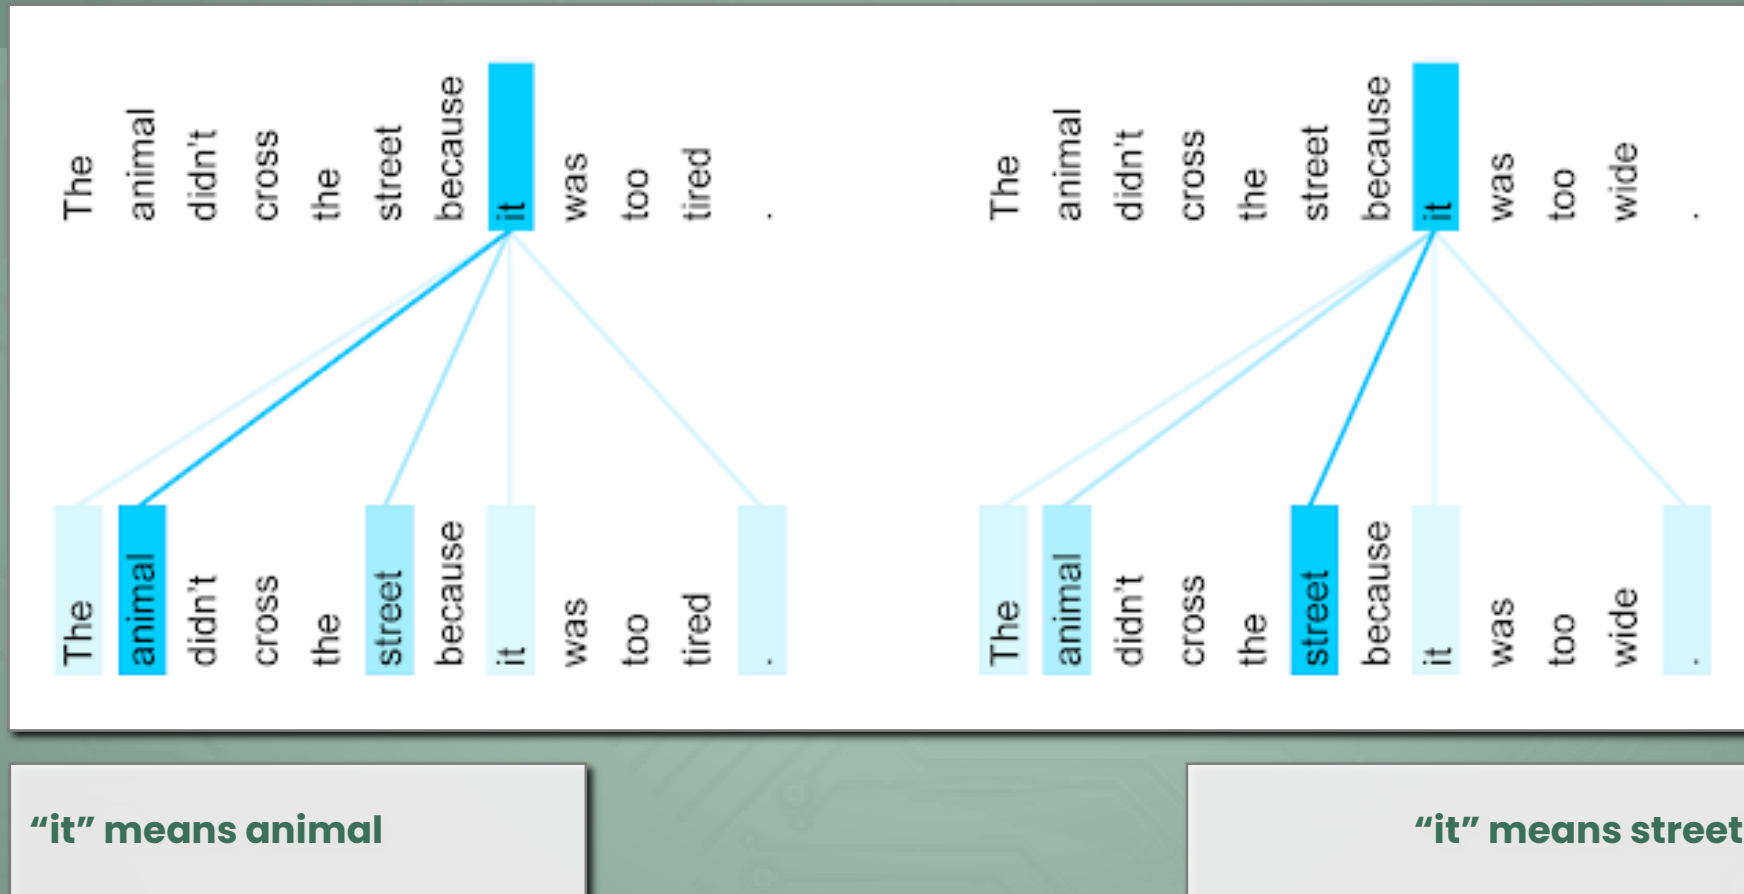 The animal didn't cross the street because it was too tired .
The animal didn't cross the street because it was too wide .
The animal didn't cross the street because it was too tired .
The animal didn't cross the street because it was too wide .
“it” means animal
“it” means street